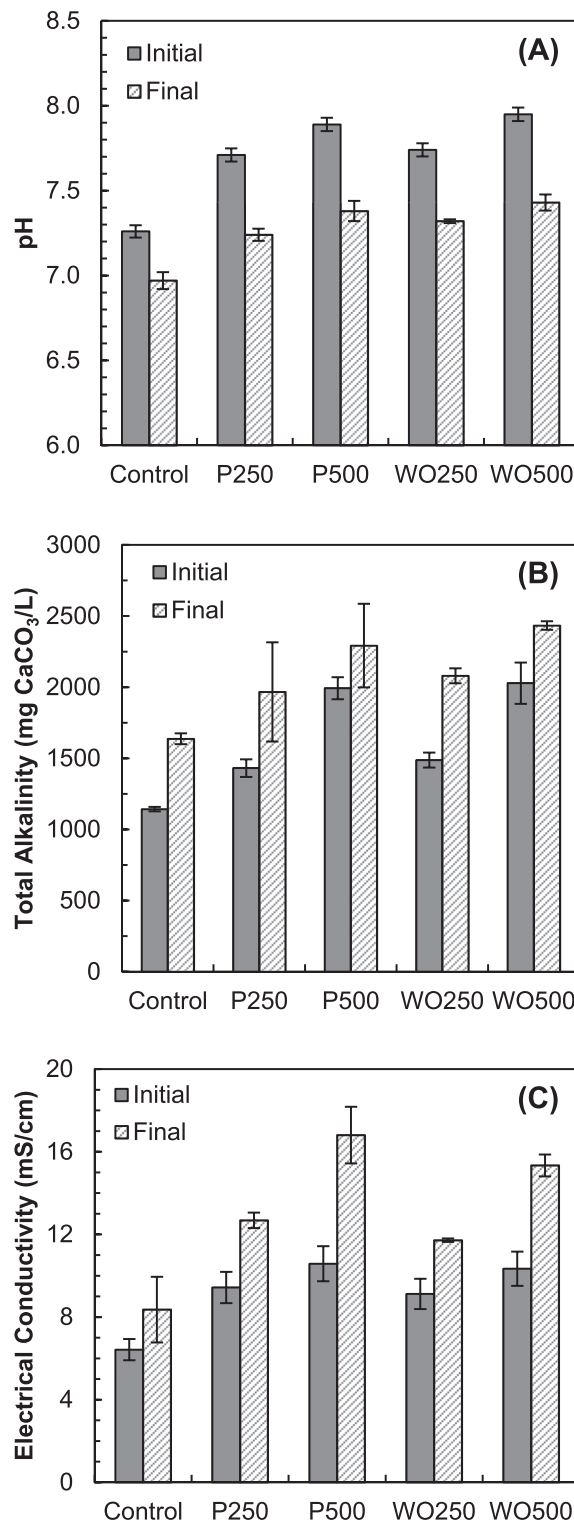 8.5
Initial
(A)
Final
8.0
7.5
pH
7.0
6.5
6.0
Control P250 P500 WO250 WO500
3000
Initial
(B)
Final
2500
2000
Total Alkalinity (mg CaCO₃/L)
1500
1000
500
0
Control P250 P500 WO250 WO500
20
Initial
(C)
Final
16
12
Electrical Conductivity (mS/cm)
8
4
0
Control P250 P500 WO250 WO500